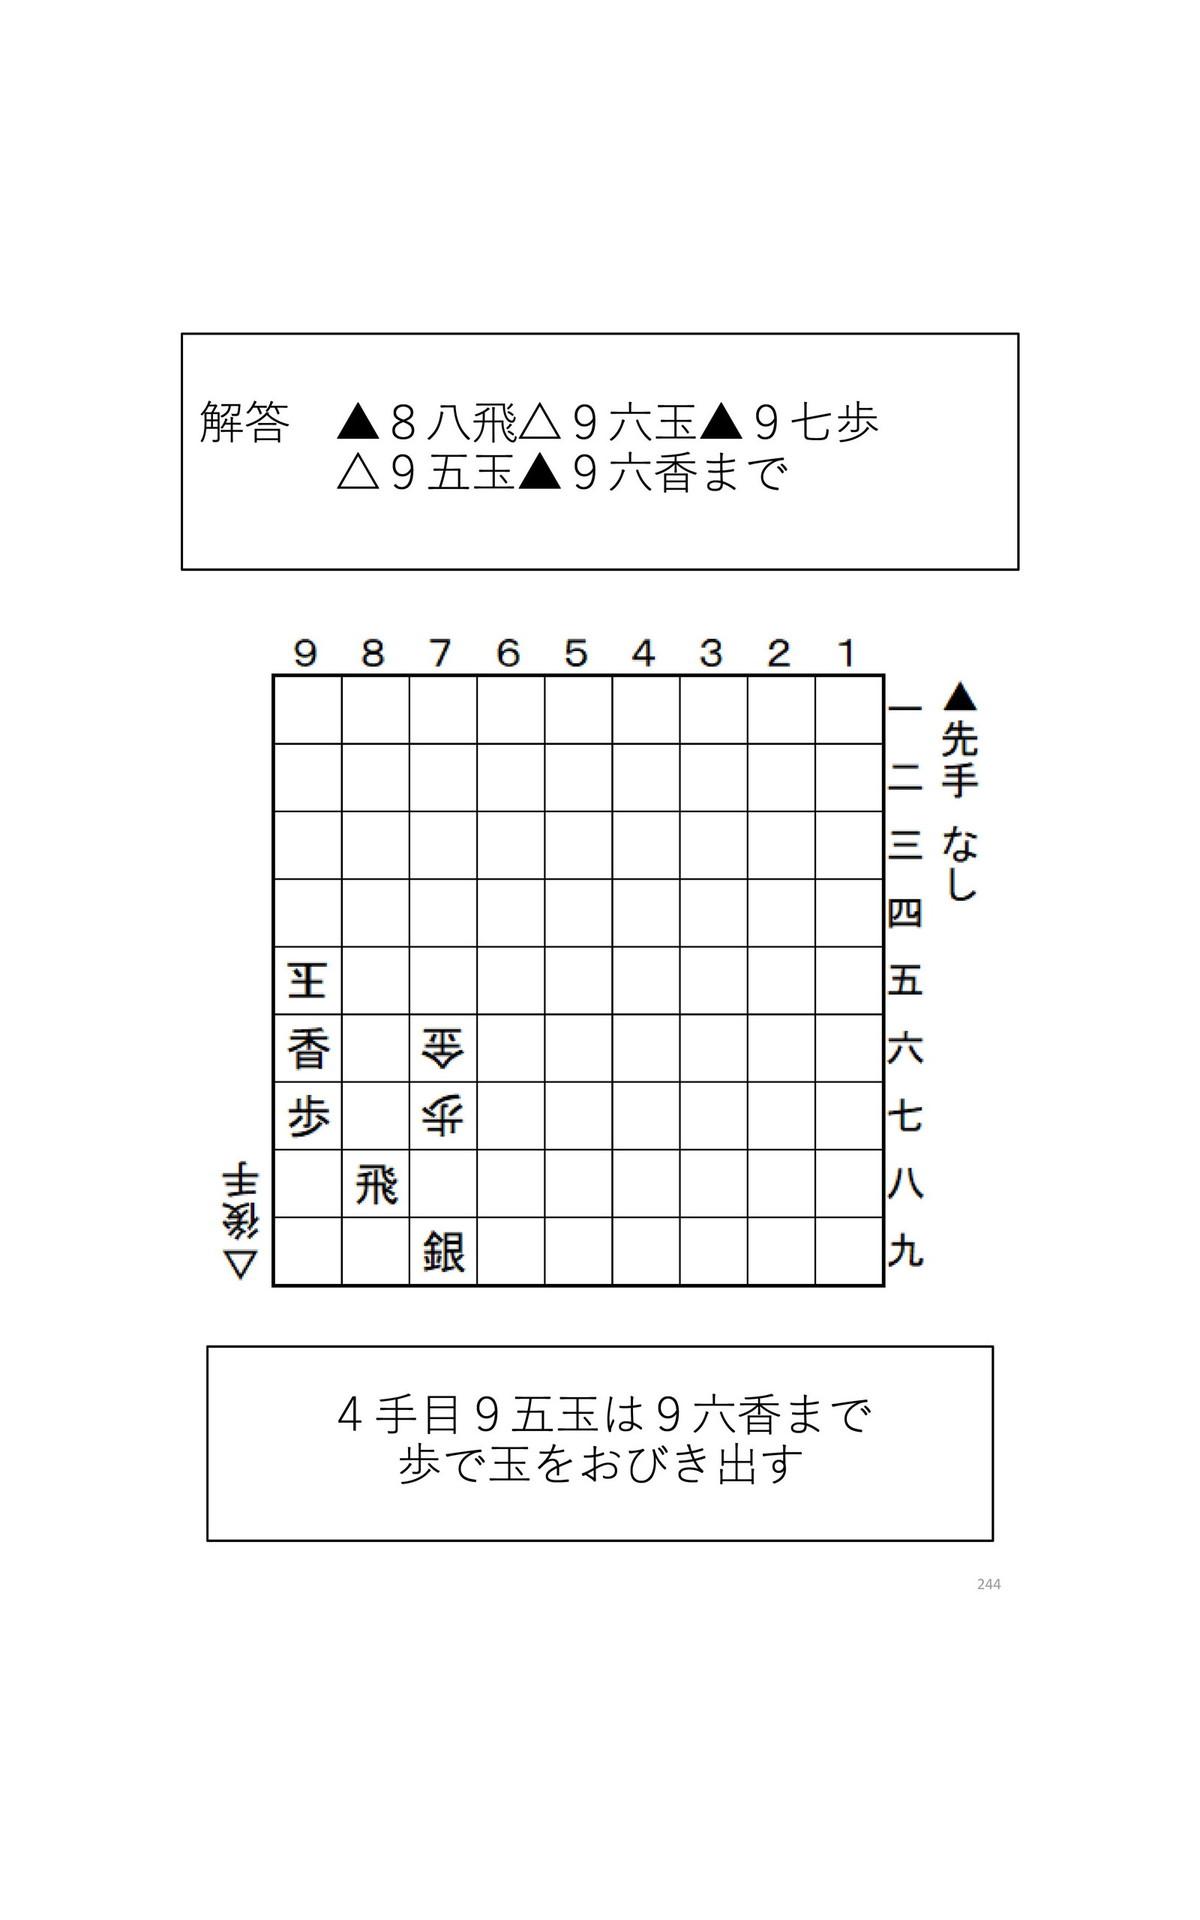 解答　▲８八飛△９六玉▲９七歩
△９五玉▲９六香まで
９ ８ ７ ６ ５ ４ ３ ２ １
一
二
三
四
五
六
七
八
九
▲先手 なし
王
香 金
歩 歩
飛
銀
△後手
４手目９五玉は９六香まで
歩で玉をおびき出す
244